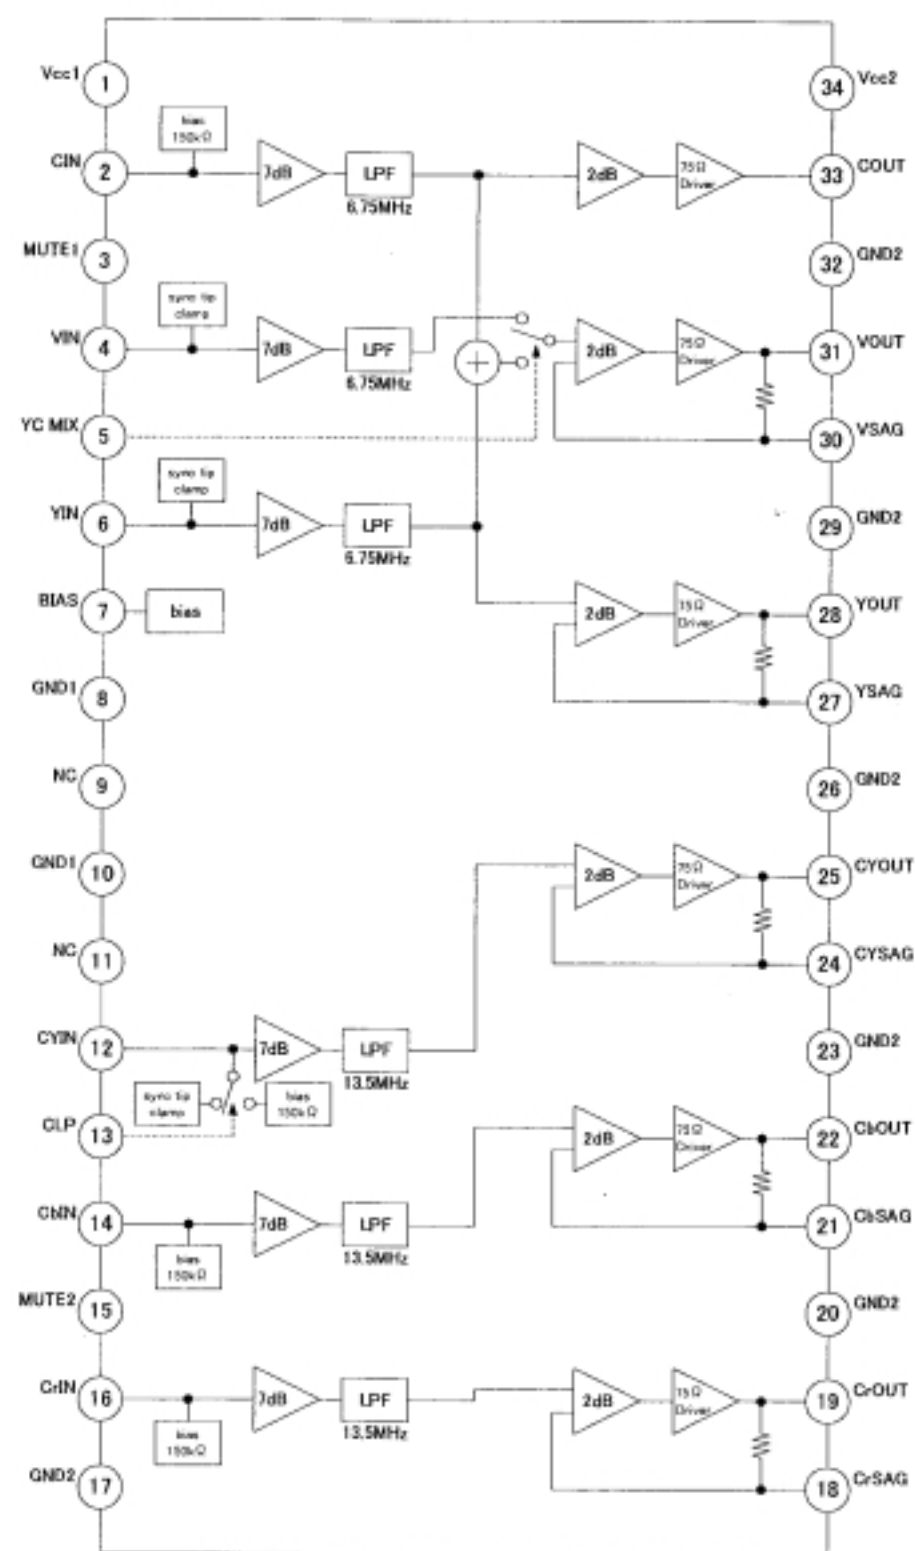 Vcc1
1
34
Vcc2
bias
150kΩ
CIN
2
7dB
LPF
6.75MHz
2dB
75Ω
Driver
33
COUT
MUTE1
3
32
GND2
sync tip
clamp
VIN
4
7dB
LPF
6.75MHz
+
2dB
75Ω
Driver
31
VOUT
YC MIX
5
30
VSAG
sync tip
clamp
YIN
6
7dB
LPF
6.75MHz
29
GND2
BIAS
7
bias
2dB
75Ω
Driver
28
YOUT
GND1
8
27
YSAG
NC
9
26
GND2
GND1
10
2dB
75Ω
Driver
25
CYOUT
NC
11
24
CYSAG
CYIN
12
7dB
LPF
13.5MHz
23
GND2
sync tip
clamp
bias
150kΩ
CLP
13
2dB
75Ω
Driver
22
CbOUT
CbIN
14
7dB
LPF
13.5MHz
21
CbSAG
bias
150kΩ
MUTE2
15
20
GND2
CrIN
16
7dB
LPF
13.5MHz
2dB
75Ω
Driver
19
CrOUT
bias
150kΩ
GND2
17
18
CrSAG